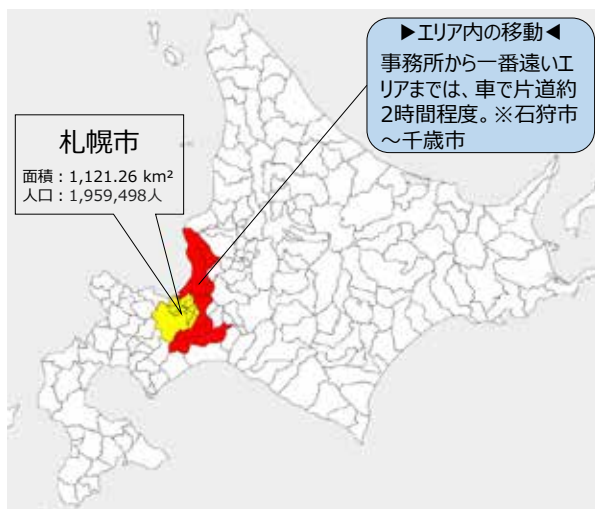 ▶エリア内の移動◀
事務所から一番遠いエ
リアまでは、車で片道約
2時間程度。※石狩市
～千歳市
札幌市
面積：1,121.26 km²
人口：1,959,498人